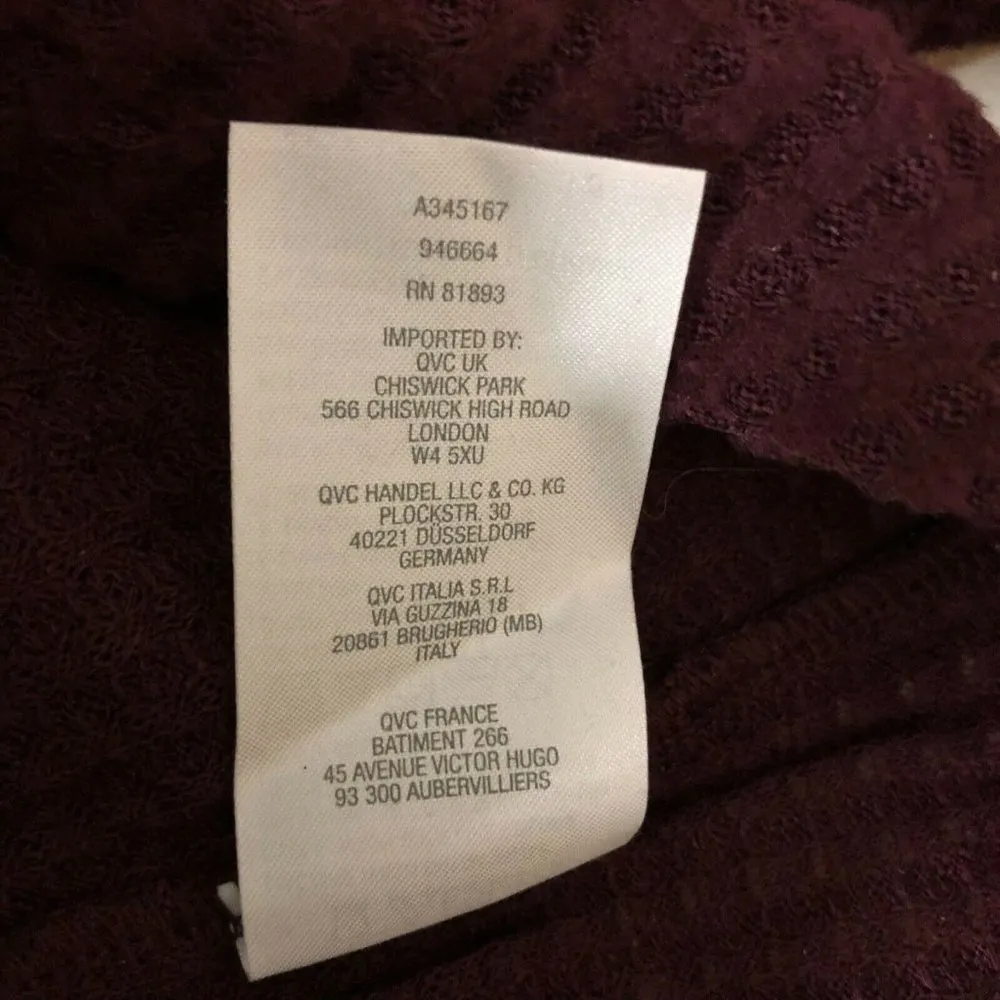 A345167
946664
RN 81893
IMPORTED BY:
QVC UK
CHISWICK PARK
566 CHISWICK HIGH ROAD
LONDON
W4 5XU
QVC HANDEL LLC & CO. KG
PLOCKSTR. 30
40221 DÜSSELDORF
GERMANY
QVC ITALIA S.R.L
VIA GUZZINA 18
20861 BRUGHERIO (MB)
ITALY
QVC FRANCE
BATIMENT 266
45 AVENUE VICTOR HUGO
93 300 AUBERVILLIERS